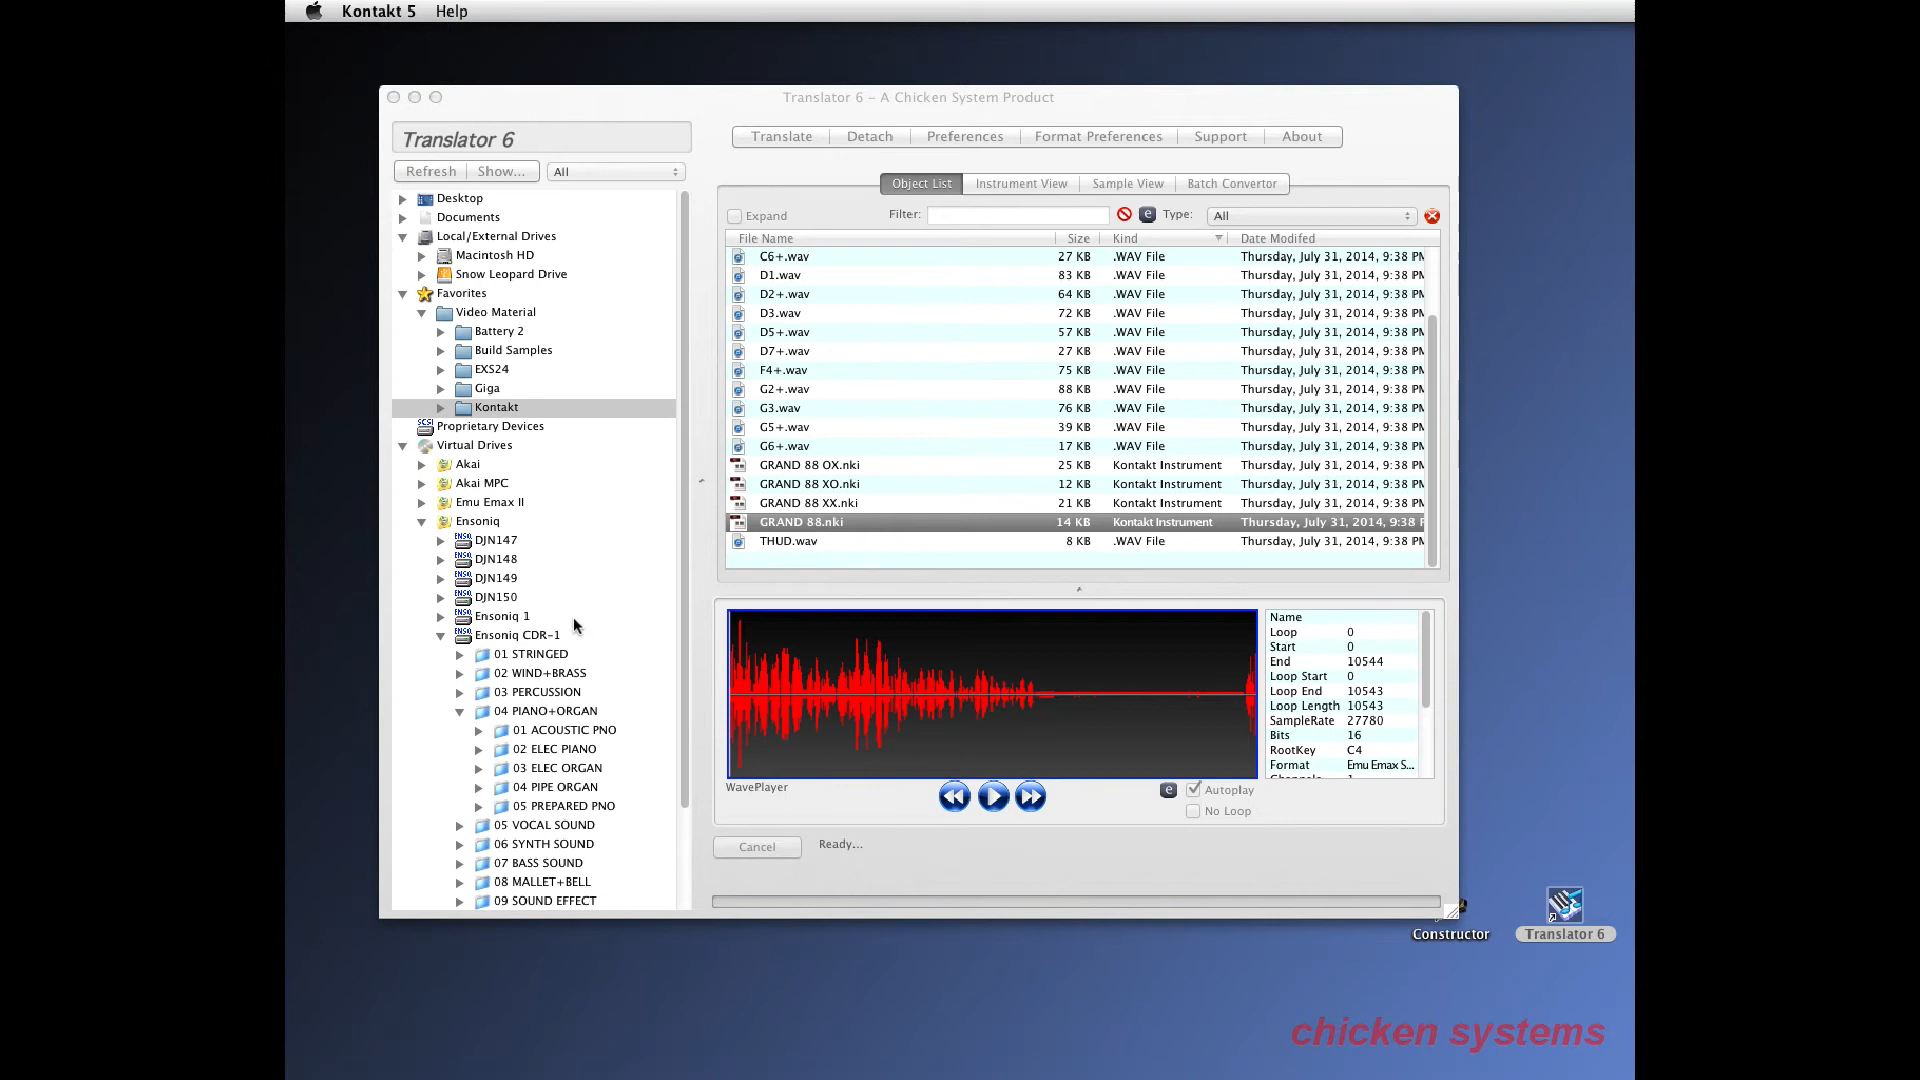 Kontakt 5 Help
Translator 6 – A Chicken System Product
Translator 6
Translate Detach Preferences Format Preferences Support About
Refresh Show... All
Object List Instrument View Sample View Batch Convertor
Expand Filter: e Type: All
File Name Size Kind Date Modifed
C6+.wav 27 KB .WAV File Thursday, July 31, 2014, 9:38 PM
D1.wav 83 KB .WAV File Thursday, July 31, 2014, 9:38 PM
D2+.wav 64 KB .WAV File Thursday, July 31, 2014, 9:38 PM
D3.wav 72 KB .WAV File Thursday, July 31, 2014, 9:38 PM
D5+.wav 57 KB .WAV File Thursday, July 31, 2014, 9:38 PM
D7+.wav 27 KB .WAV File Thursday, July 31, 2014, 9:38 PM
F4+.wav 75 KB .WAV File Thursday, July 31, 2014, 9:38 PM
G2+.wav 88 KB .WAV File Thursday, July 31, 2014, 9:38 PM
G3.wav 76 KB .WAV File Thursday, July 31, 2014, 9:38 PM
G5+.wav 39 KB .WAV File Thursday, July 31, 2014, 9:38 PM
G6+.wav 17 KB .WAV File Thursday, July 31, 2014, 9:38 PM
GRAND 88 OX.nki 25 KB Kontakt Instrument Thursday, July 31, 2014, 9:38 PM
GRAND 88 XO.nki 12 KB Kontakt Instrument Thursday, July 31, 2014, 9:38 PM
GRAND 88 XX.nki 21 KB Kontakt Instrument Thursday, July 31, 2014, 9:38 PM
GRAND 88.nki 14 KB Kontakt Instrument Thursday, July 31, 2014, 9:38
THUD.wav 8 KB .WAV File Thursday, July 31, 2014, 9:38 PM
Desktop
Documents
Local/External Drives
Macintosh HD
Snow Leopard Drive
Favorites
Video Material
Battery 2
Build Samples
EXS24
Giga
Kontakt
SCSI Proprietary Devices
Virtual Drives
Akai
Akai MPC
Emu Emax II
Ensoniq
ENSQ DJN147
ENSQ DJN148
ENSQ DJN149
ENSQ DJN150
ENSQ Ensoniq 1
ENSQ Ensoniq CDR-1
01 STRINGED
02 WIND+BRASS
03 PERCUSSION
04 PIANO+ORGAN
01 ACOUSTIC PNO
02 ELEC PIANO
03 ELEC ORGAN
04 PIPE ORGAN
05 PREPARED PNO
05 VOCAL SOUND
06 SYNTH SOUND
07 BASS SOUND
08 MALLET+BELL
09 SOUND EFFECT
Name
Loop 0
Start 0
End 10544
Loop Start 0
Loop End 10543
Loop Length 10543
SampleRate 27780
Bits 16
RootKey C4
Format Emu Emax S...
WavePlayer
e Autoplay
No Loop
Cancel Ready...
Constructor
Translator 6
chicken systems